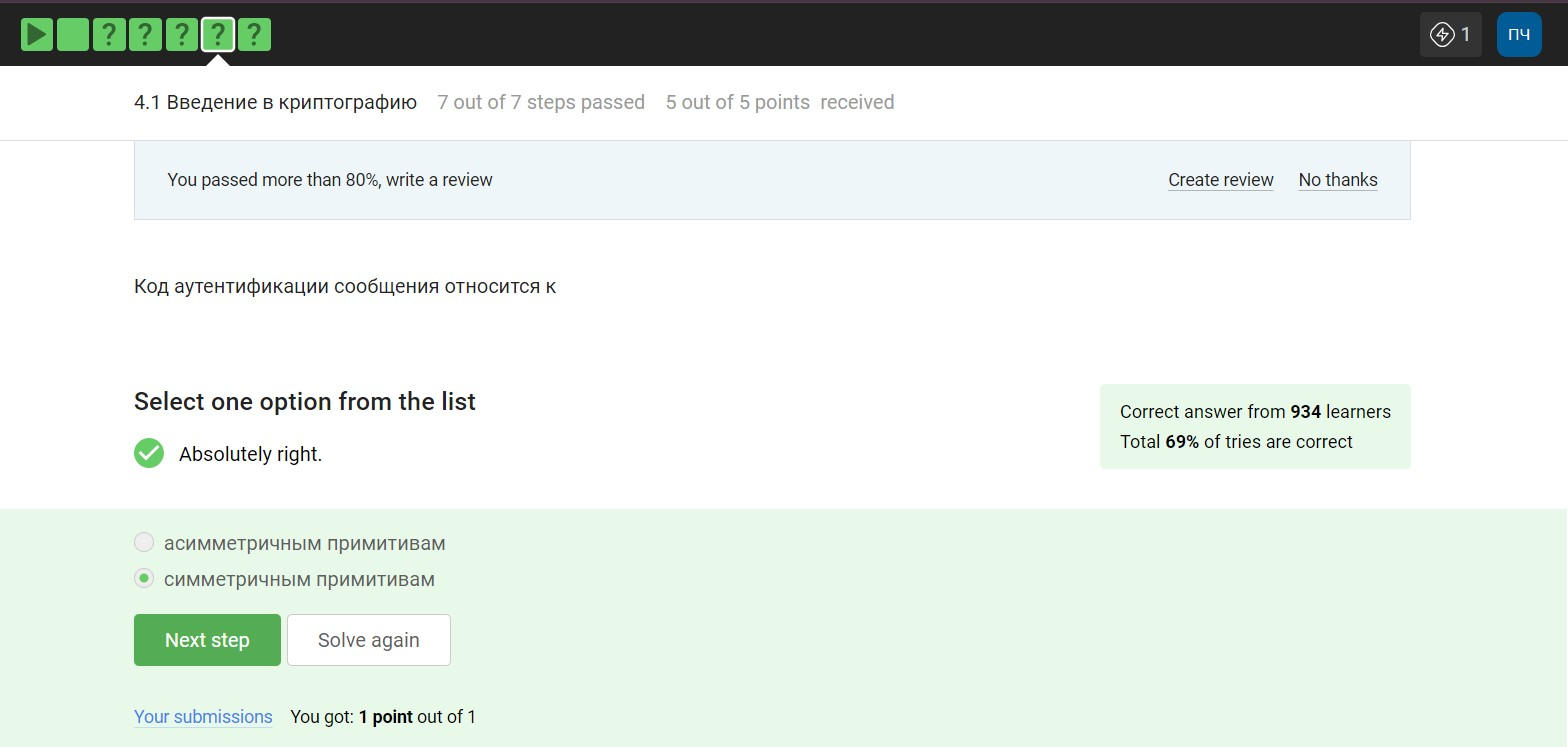 ? ? ? ? ?
1
ПЧ
4.1 Введение в криптографию 7 out of 7 steps passed 5 out of 5 points received
You passed more than 80%, write a review Create review No thanks
Код аутентификации сообщения относится к
Select one option from the list
Absolutely right.
Correct answer from 934 learners
Total 69% of tries are correct
асимметричным примитивам
симметричным примитивам
Next step Solve again
Your submissions You got: 1 point out of 1